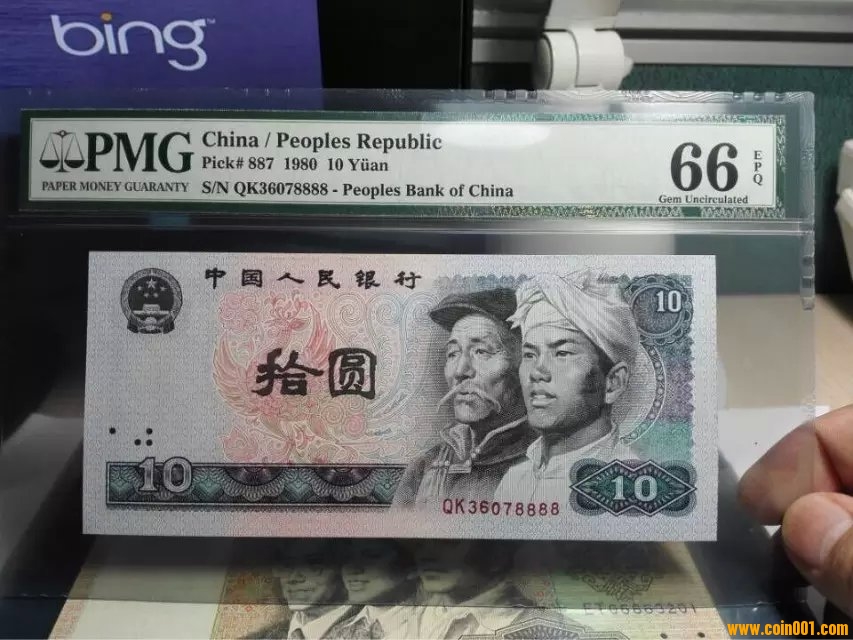 bing™
PMG
PAPER MONEY GUARANTY
China / Peoples Republic
Pick# 887 1980 10 Yüan
S/N QK36078888 - Peoples Bank of China
66
EPQ
Gem Uncirculated
中国人民银行
10
拾圆
10
QK36078888
10
www.coin001.com